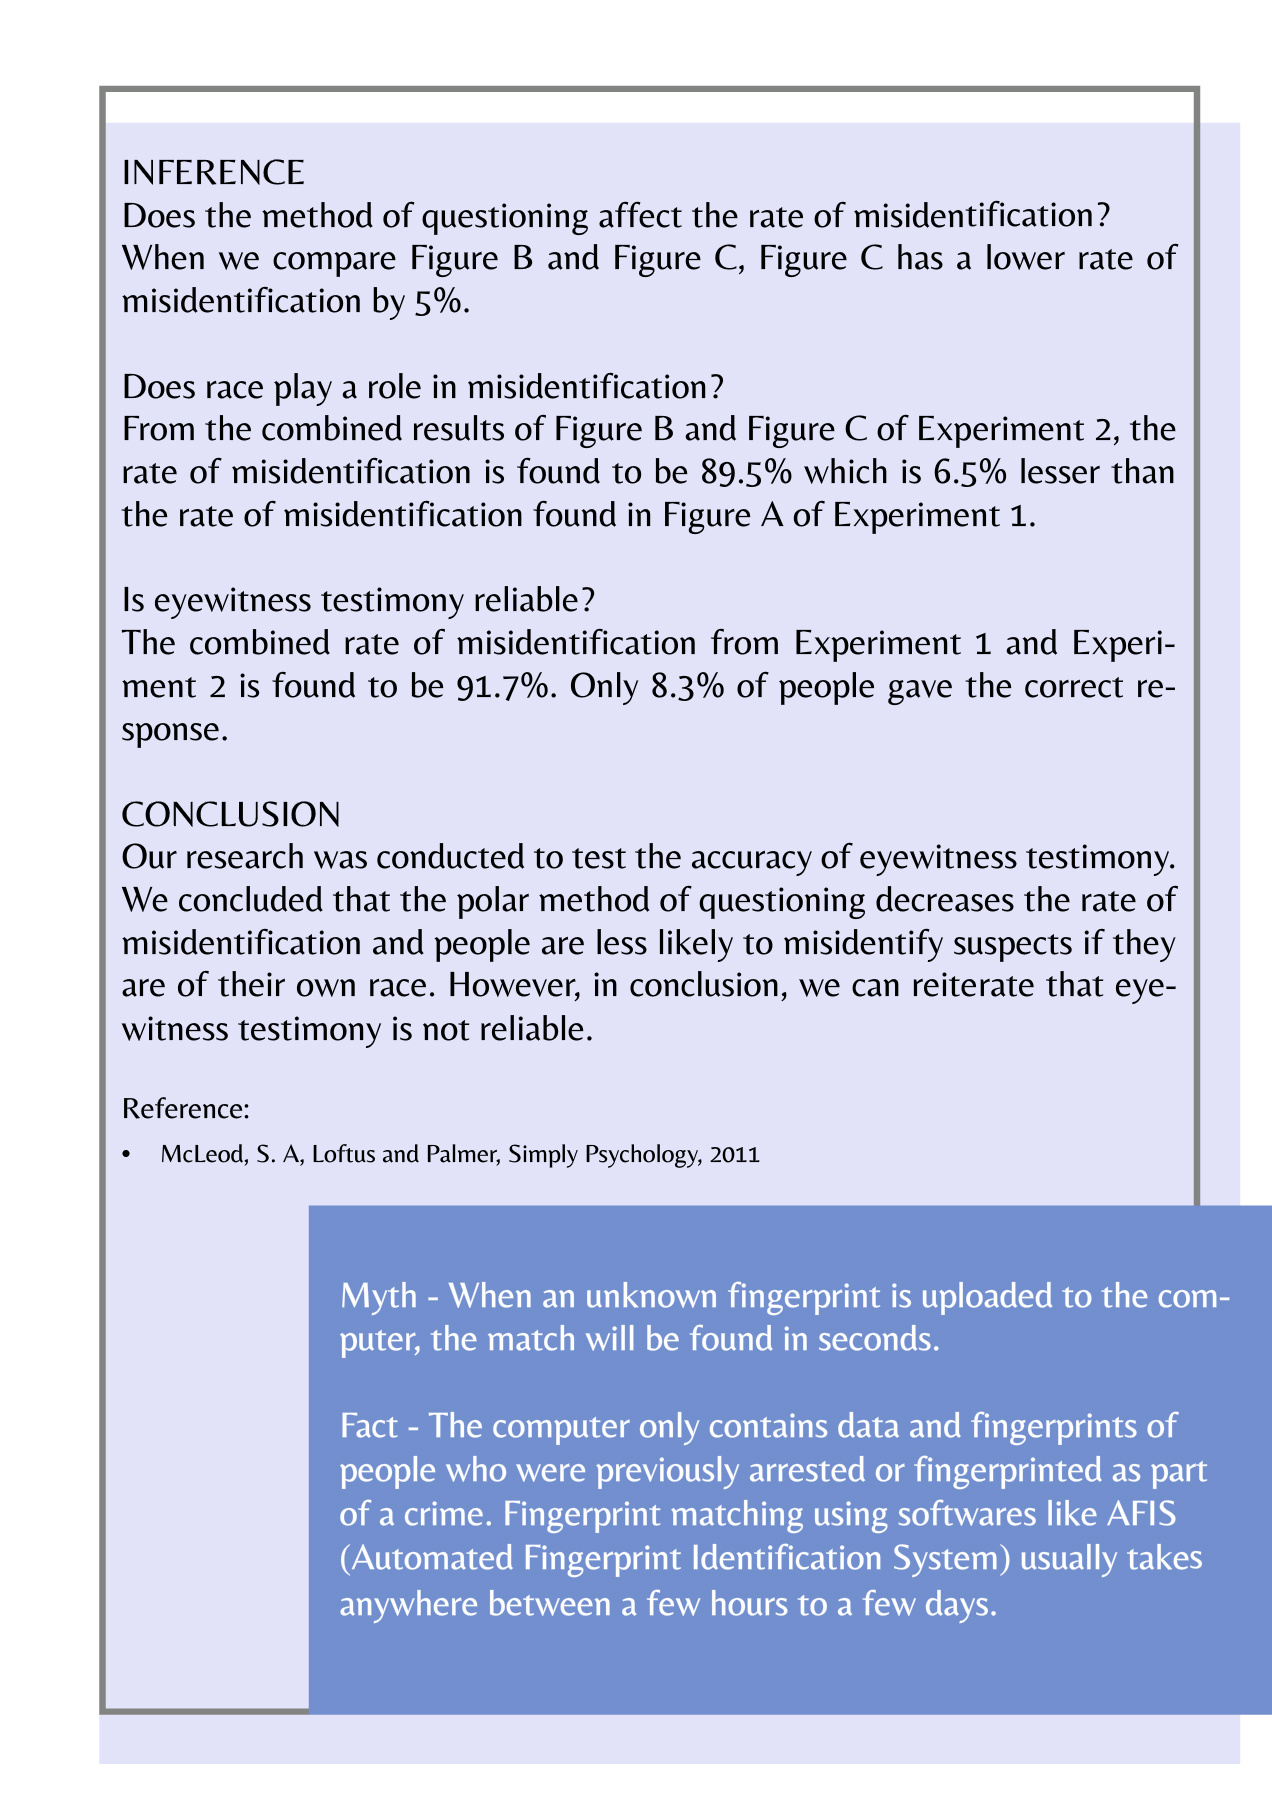 INFERENCE
Does the method of questioning affect the rate of misidentification?
When we compare Figure B and Figure C, Figure C has a lower rate of
misidentification by 5%.
Does race play a role in misidentification?
From the combined results of Figure B and Figure C of Experiment 2, the
rate of misidentification is found to be 89.5% which is 6.5% lesser than
the rate of misidentification found in Figure A of Experiment 1.
Is eyewitness testimony reliable?
The combined rate of misidentification from Experiment 1 and Experi-
ment 2 is found to be 91.7%. Only 8.3% of people gave the correct re-
sponse.
CONCLUSION
Our research was conducted to test the accuracy of eyewitness testimony.
We concluded that the polar method of questioning decreases the rate of
misidentification and people are less likely to misidentify suspects if they
are of their own race. However, in conclusion, we can reiterate that eye-
witness testimony is not reliable.
Reference:
• McLeod, S. A, Loftus and Palmer, Simply Psychology, 2011
Myth - When an unknown fingerprint is uploaded to the com-
puter, the match will be found in seconds.
Fact - The computer only contains data and fingerprints of
people who were previously arrested or fingerprinted as part
of a crime. Fingerprint matching using softwares like AFIS
(Automated Fingerprint Identification System) usually takes
anywhere between a few hours to a few days.